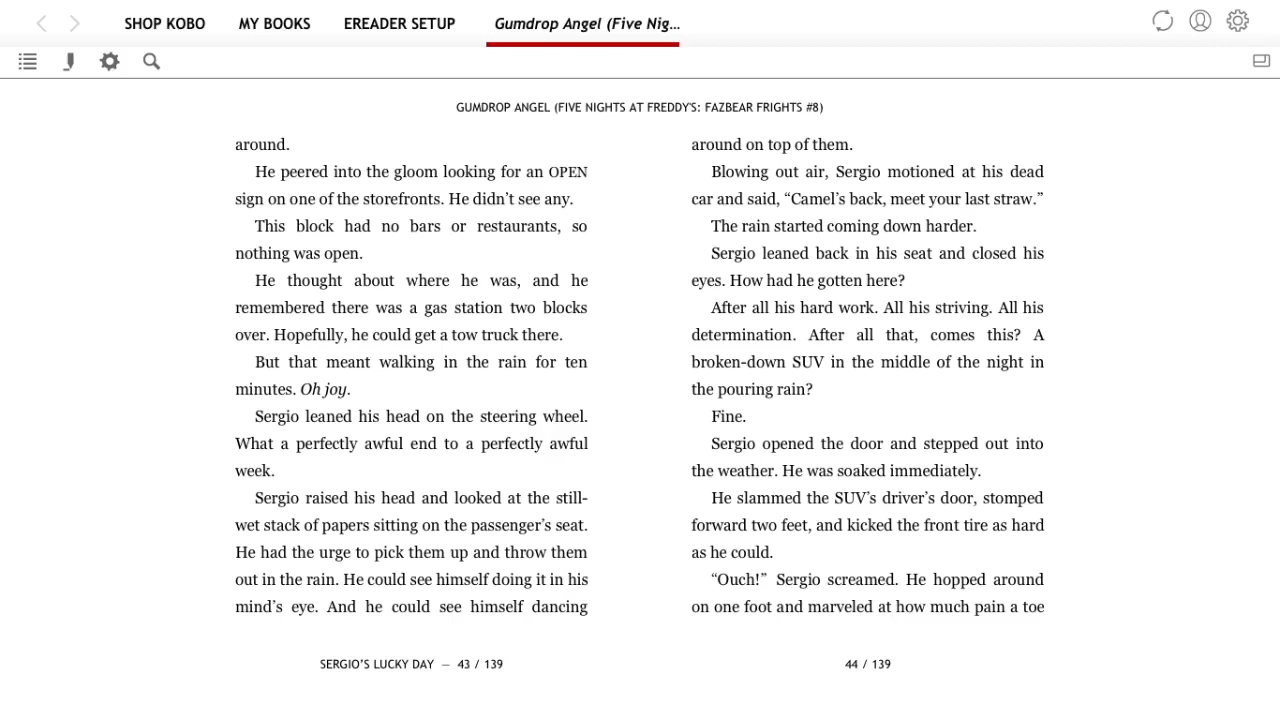 SHOP KOBO MY BOOKS EREADER SETUP Gumdrop Angel (Five Nig...
GUMDROP ANGEL (FIVE NIGHTS AT FREDDY'S: FAZBEAR FRIGHTS #8)
around.
He peered into the gloom looking for an OPEN
sign on one of the storefronts. He didn’t see any.
This block had no bars or restaurants, so
nothing was open.
He thought about where he was, and he
remembered there was a gas station two blocks
over. Hopefully, he could get a tow truck there.
But that meant walking in the rain for ten
minutes. Oh joy.
Sergio leaned his head on the steering wheel.
What a perfectly awful end to a perfectly awful
week.
Sergio raised his head and looked at the still-
wet stack of papers sitting on the passenger’s seat.
He had the urge to pick them up and throw them
out in the rain. He could see himself doing it in his
mind’s eye. And he could see himself dancing
SERGIO’S LUCKY DAY – 43 / 139
around on top of them.
Blowing out air, Sergio motioned at his dead
car and said, “Camel’s back, meet your last straw.”
The rain started coming down harder.
Sergio leaned back in his seat and closed his
eyes. How had he gotten here?
After all his hard work. All his striving. All his
determination. After all that, comes this? A
broken-down SUV in the middle of the night in
the pouring rain?
Fine.
Sergio opened the door and stepped out into
the weather. He was soaked immediately.
He slammed the SUV’s driver’s door, stomped
forward two feet, and kicked the front tire as hard
as he could.
“Ouch!” Sergio screamed. He hopped around
on one foot and marveled at how much pain a toe
44 / 139